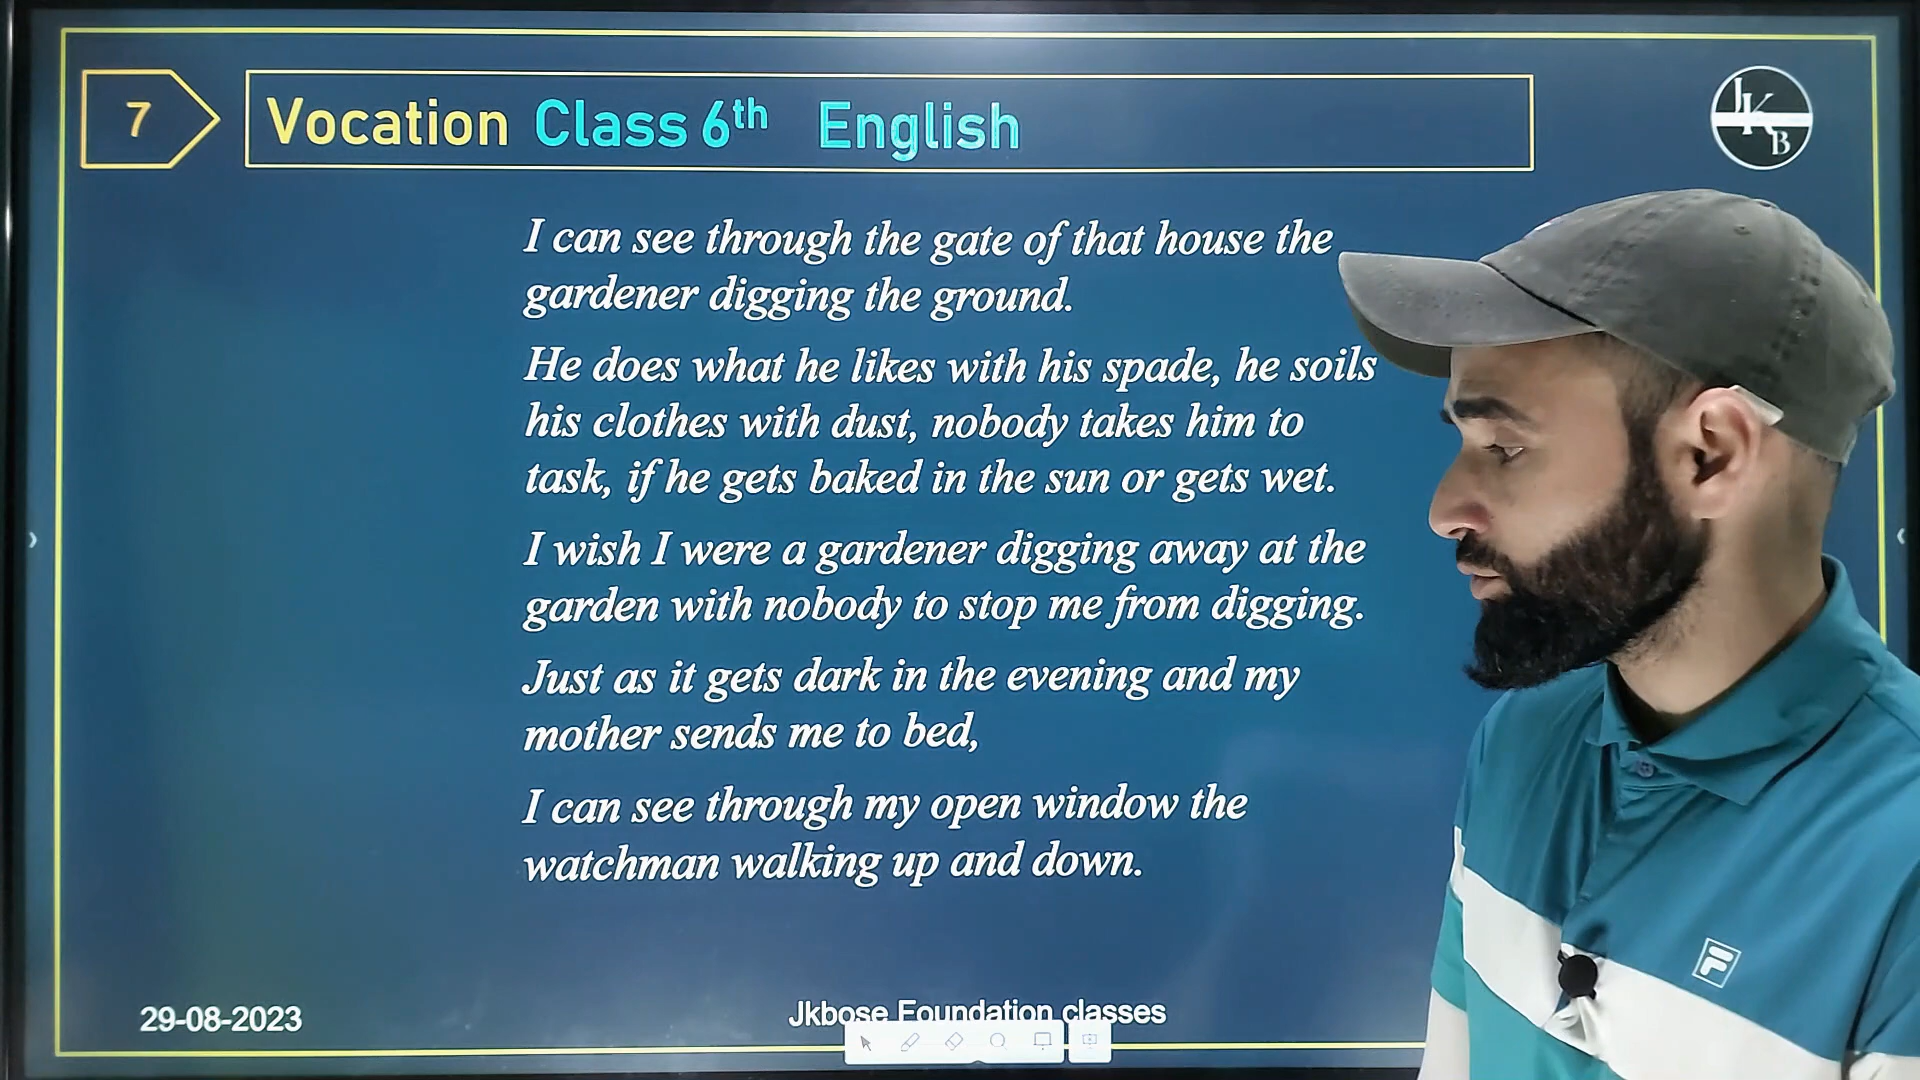 7
Vocation Class 6th English
JKB
I can see through the gate of that house the
gardener digging the ground.
He does what he likes with his spade, he soils
his clothes with dust, nobody takes him to
task, if he gets baked in the sun or gets wet.
I wish I were a gardener digging away at the
garden with nobody to stop me from digging.
Just as it gets dark in the evening and my
mother sends me to bed,
I can see through my open window the
watchman walking up and down.
29-08-2023
Jkbose Foundation classes
F